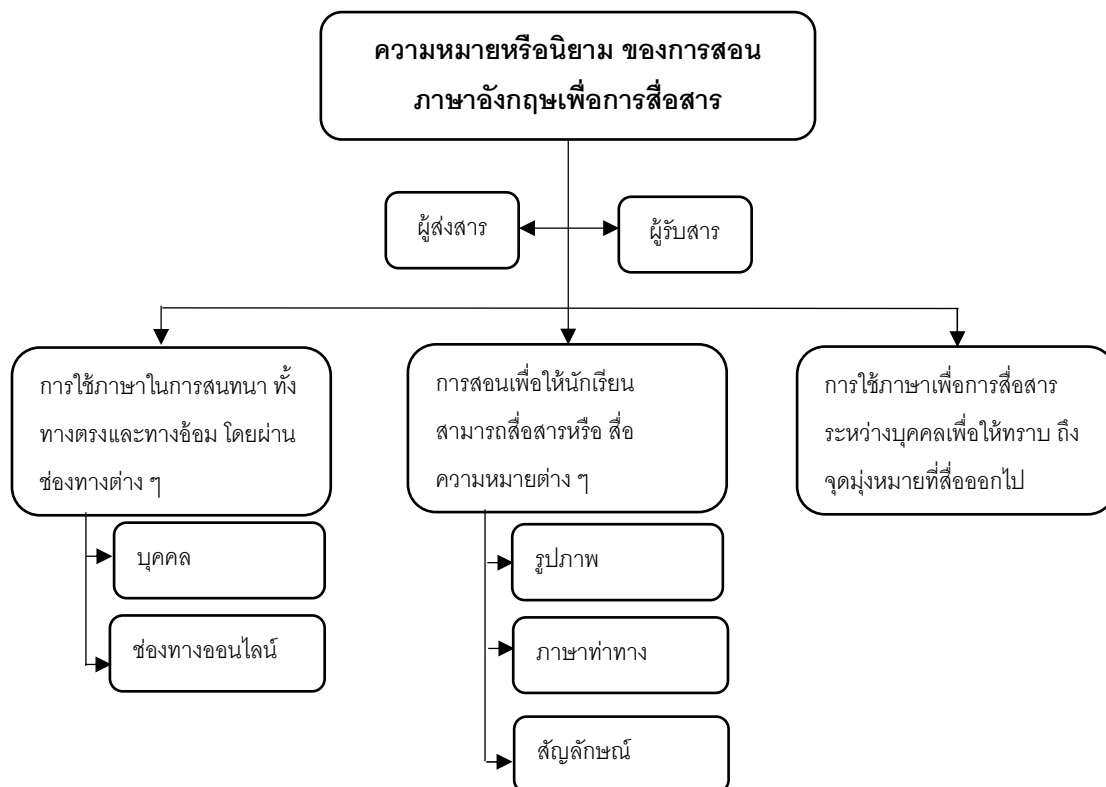 ความหมายหรือนิยาม ของการสอน
ภาษาอังกฤษเพื่อการสื่อสาร
ผู้ส่งสาร
ผู้รับสาร
การใช้ภาษาในการสนทนา ทั้ง
ทางตรงและทางอ้อม โดยผ่าน
ช่องทางต่าง ๆ
บุคคล
ช่องทางออนไลน์
การสอนเพื่อให้นักเรียน
สามารถสื่อสารหรือ สื่อ
ความหมายต่าง ๆ
รูปภาพ
ภาษาท่าทาง
สัญลักษณ์
การใช้ภาษาเพื่อการสื่อสาร
ระหว่างบุคคลเพื่อให้ทราบ ถึง
จุดมุ่งหมายที่สื่อออกไป